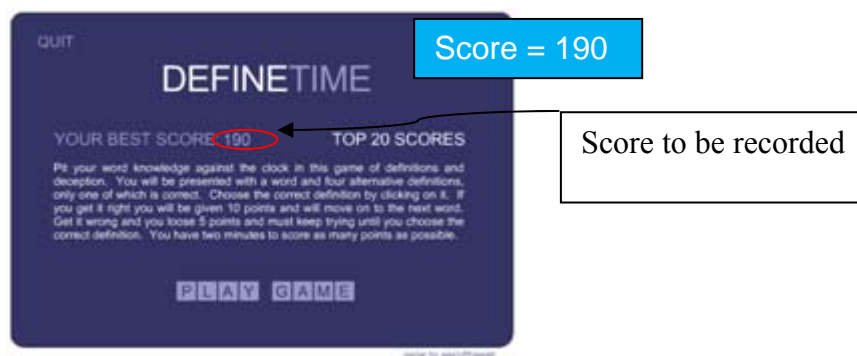 QUIT
Score = 190
DEFINETIME
YOUR BEST SCORE 190 TOP 20 SCORES
Score to be recorded
Pit your word knowledge against the clock in this game of definitions and
deception. You will be presented with a word and four alternative definitions,
only one of which is correct. Choose the correct definition by clicking on it. If
you get it right you will be given 10 points and will move on to the next word.
Get it wrong and you loose 5 points and must keep trying until you choose the
correct definition. You have two minutes to score as many points as possible.
PLAY GAME